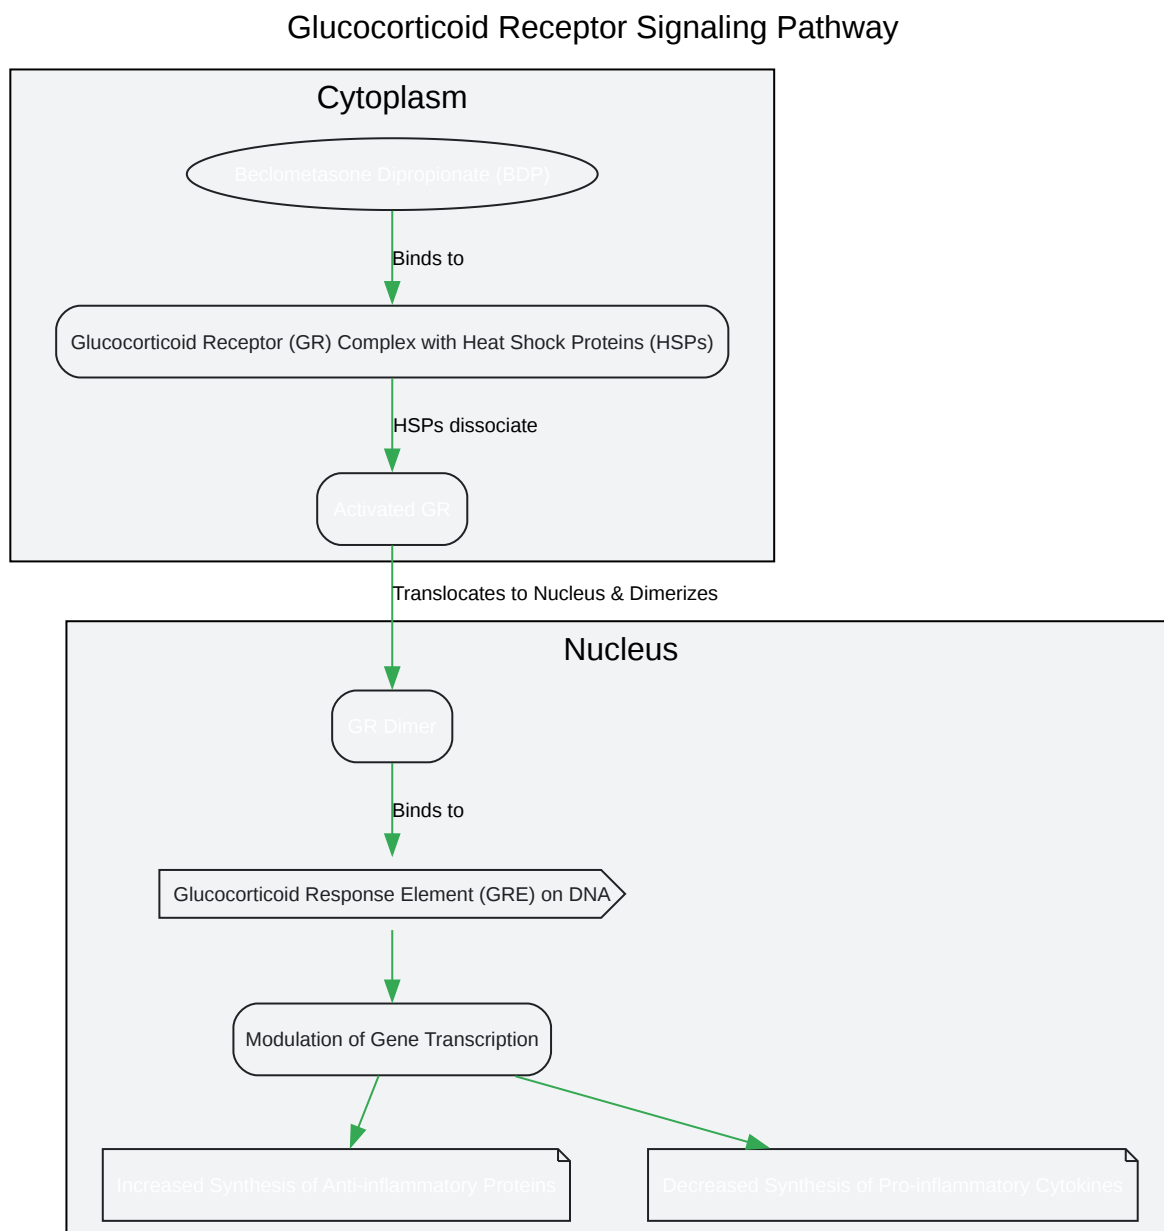 Glucocorticoid Receptor Signaling Pathway
Cytoplasm
Beclometasone Dipropionate (BDP)
Binds to
Glucocorticoid Receptor (GR) Complex with Heat Shock Proteins (HSPs)
HSPs dissociate
Activated GR
Translocates to Nucleus & Dimerizes
Nucleus
GR Dimer
Binds to
Glucocorticoid Response Element (GRE) on DNA
Modulation of Gene Transcription
Increased Synthesis of Anti-inflammatory Proteins
Decreased Synthesis of Pro-inflammatory Cytokines